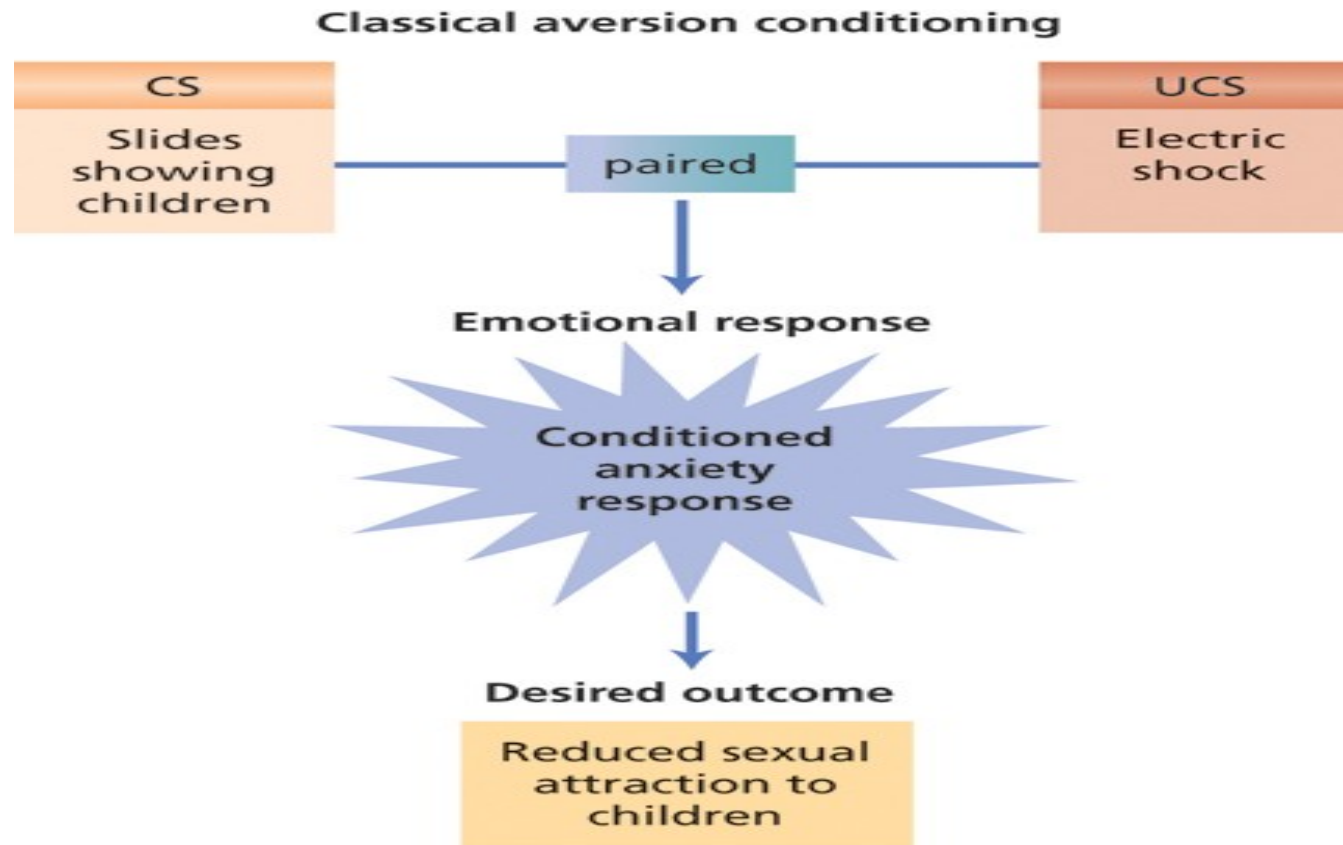 Classical aversion conditioning
CS
Slides
showing
children
paired
UCS
Electric
shock
Emotional response
Conditioned
anxiety
response
Desired outcome
Reduced sexual
attraction to
children